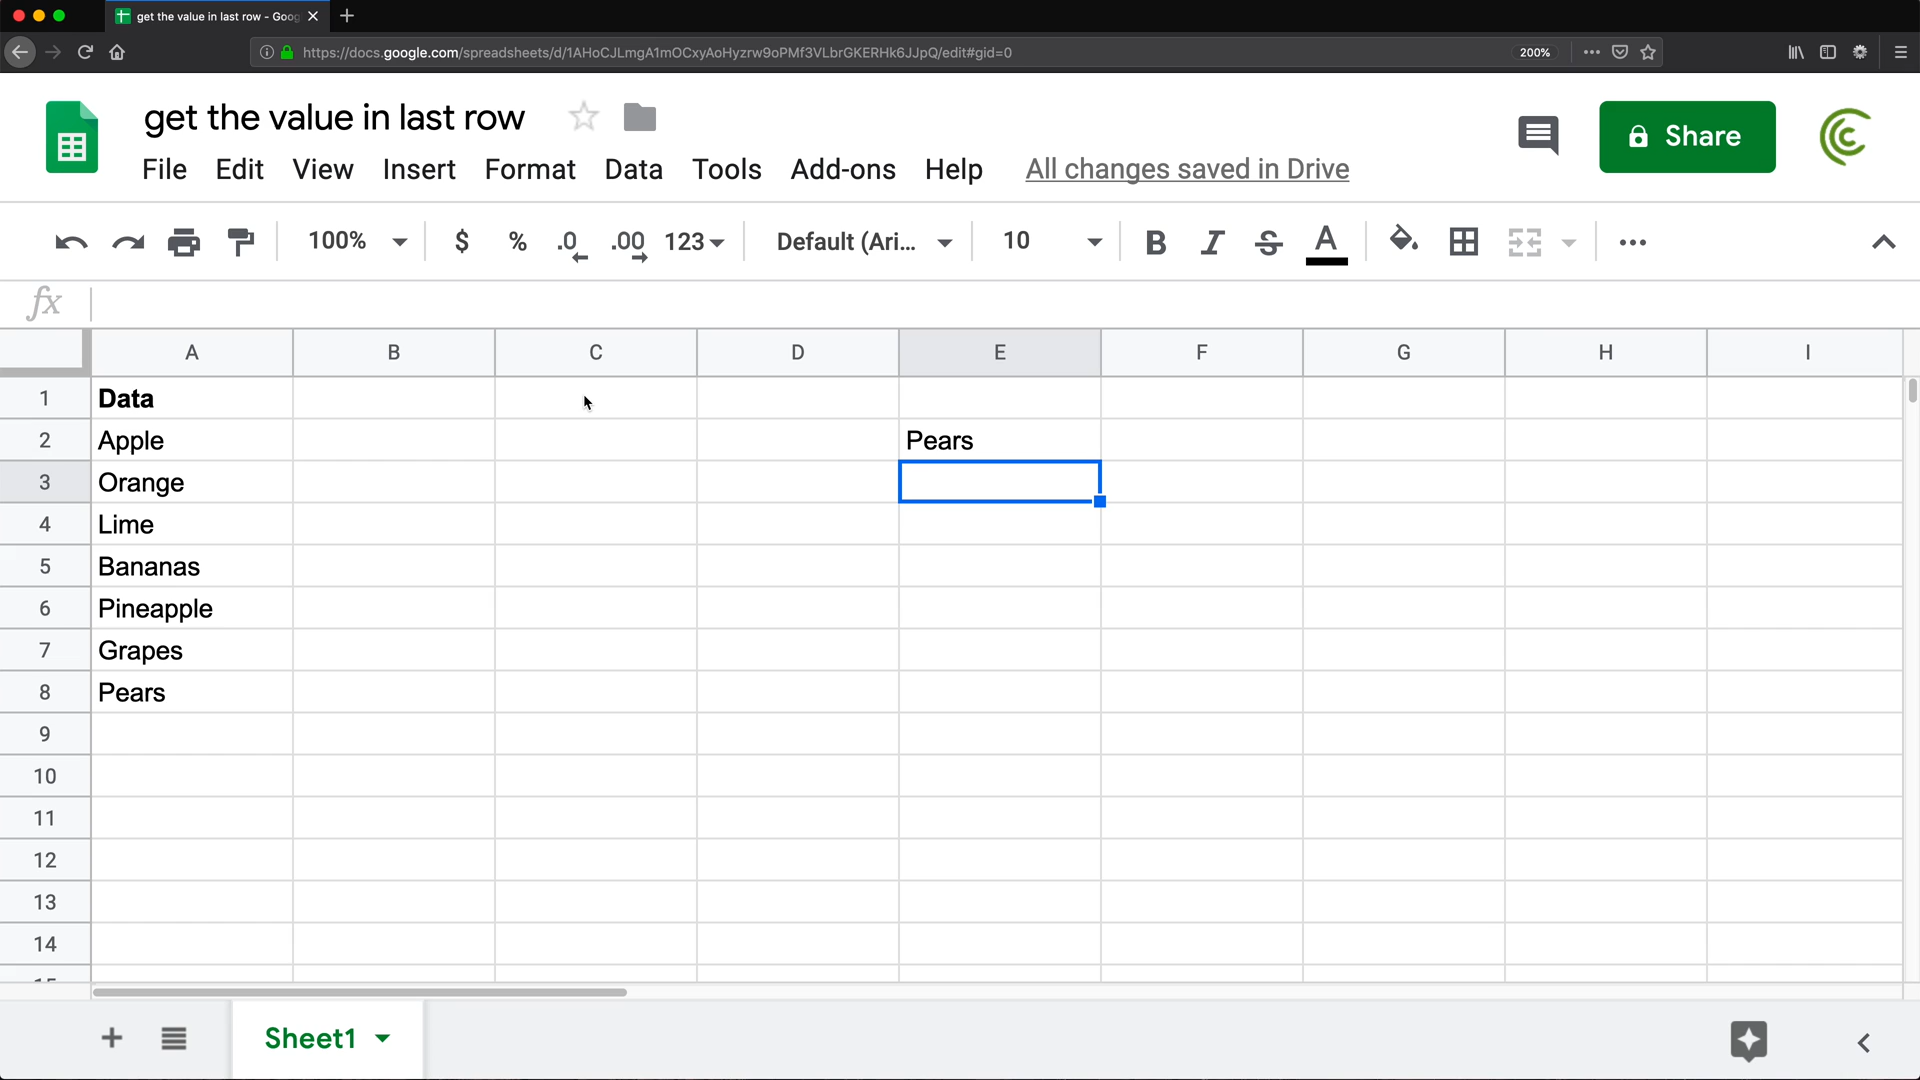 get the value in last row - Goog
https://docs.google.com/spreadsheets/d/1AHoCJLmgA1mOCxyAoHyzrw9oPMf3VLbrGKERHk6JJpQ/edit#gid=0
200%
get the value in last row
Share
File Edit View Insert Format Data Tools Add-ons Help All changes saved in Drive
100% $ % .0 .00 123 Default (Ari... 10 B I S A
fx
A B C D E F G H I
1 Data
2 Apple Pears
3 Orange
4 Lime
5 Bananas
6 Pineapple
7 Grapes
8 Pears
9
10
11
12
13
14
Sheet1